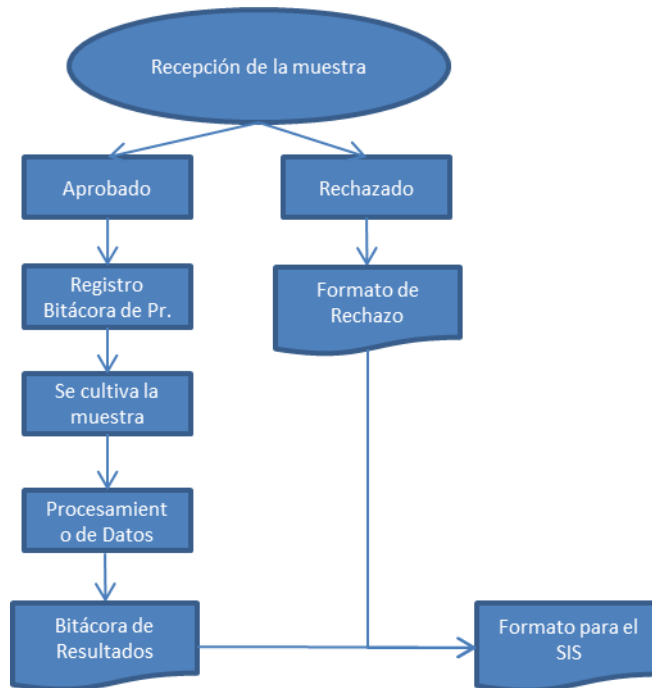 Recepción de la muestra
Aprobado
Rechazado
Registro
Bitácora de Pr.
Formato de
Rechazo
Se cultiva la
muestra
Procesamient
o de Datos
Bitácora de
Resultados
Formato para el
SIS